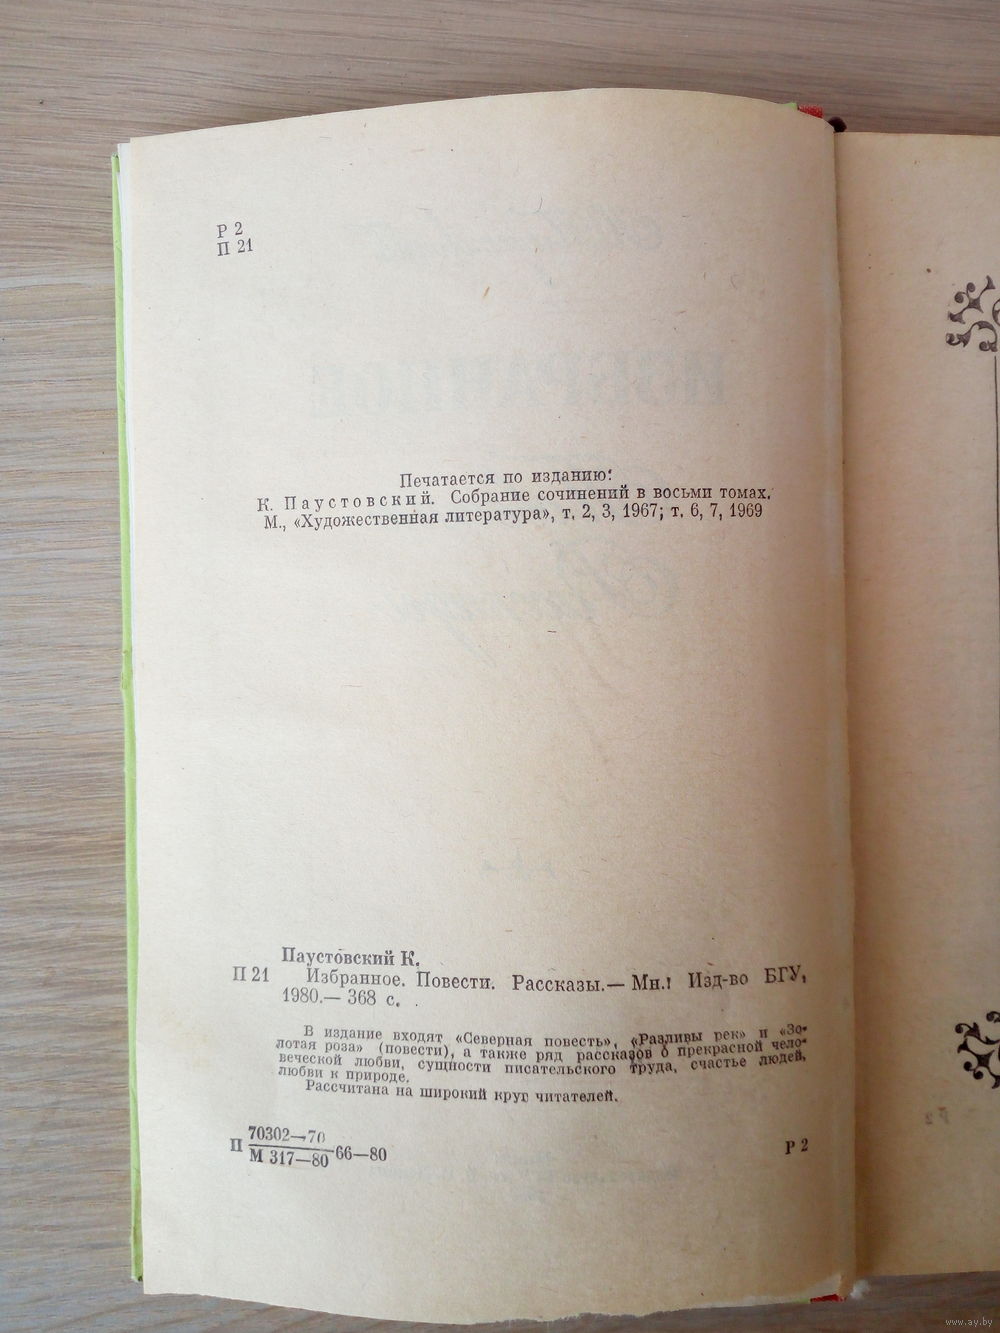 Р 2
П 21
Печатается по изданию:
К. Паустовский. Собрание сочинений в восьми томах.
М., «Художественная литература», т. 2, 3, 1967; т. 6, 7, 1969
Паустовский К.
П 21 Избранное. Повести. Рассказы.— Мн.: Изд-во БГУ,
1980.— 368 с.
В издание входят «Северная повесть», «Разливы рек» и «Зо-
лотая роза» (повести), а также ряд рассказов о прекрасной чело-
веческой любви, сущности писательского труда, счастье людей,
любви к природе.
Рассчитана на широкий круг читателей.
70302—70
П М 317—80 66—80
Р 2
www.ay.by